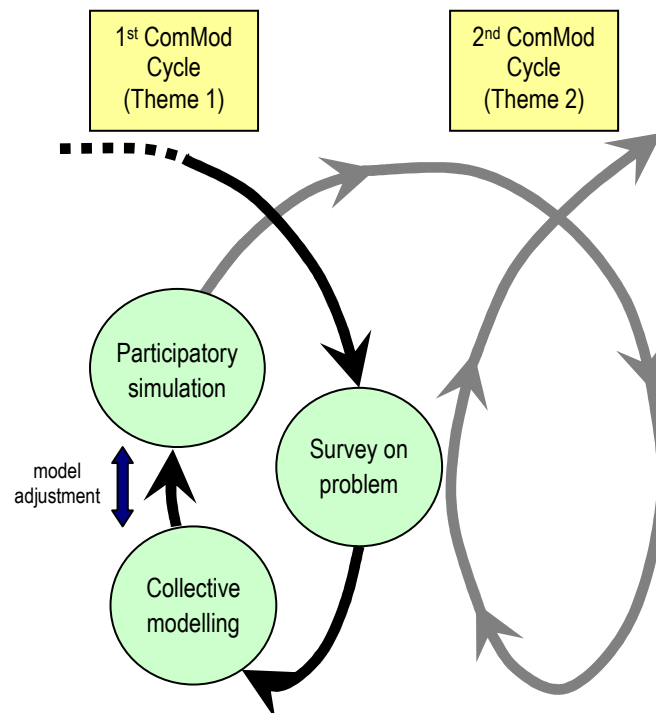 1st ComMod
Cycle
(Theme 1)
2nd ComMod
Cycle
(Theme 2)
Participatory
simulation
Survey on
problem
model
adjustment
Collective
modelling